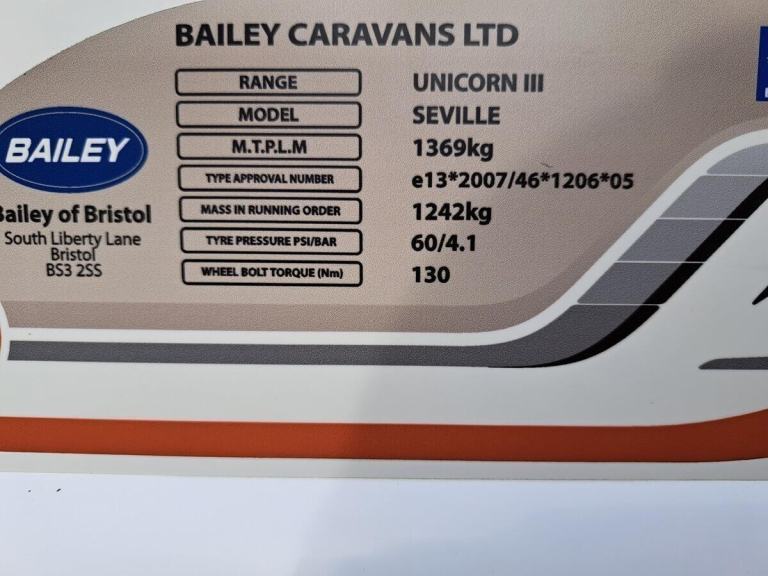 BAILEY CARAVANS LTD
RANGE UNICORN III
MODEL SEVILLE
M.T.P.L.M 1369kg
TYPE APPROVAL NUMBER e13*2007/46*1206*05
MASS IN RUNNING ORDER 1242kg
TYRE PRESSURE PSI/BAR 60/4.1
WHEEL BOLT TORQUE (Nm) 130
BAILEY
Bailey of Bristol
South Liberty Lane
Bristol
BS3 2SS